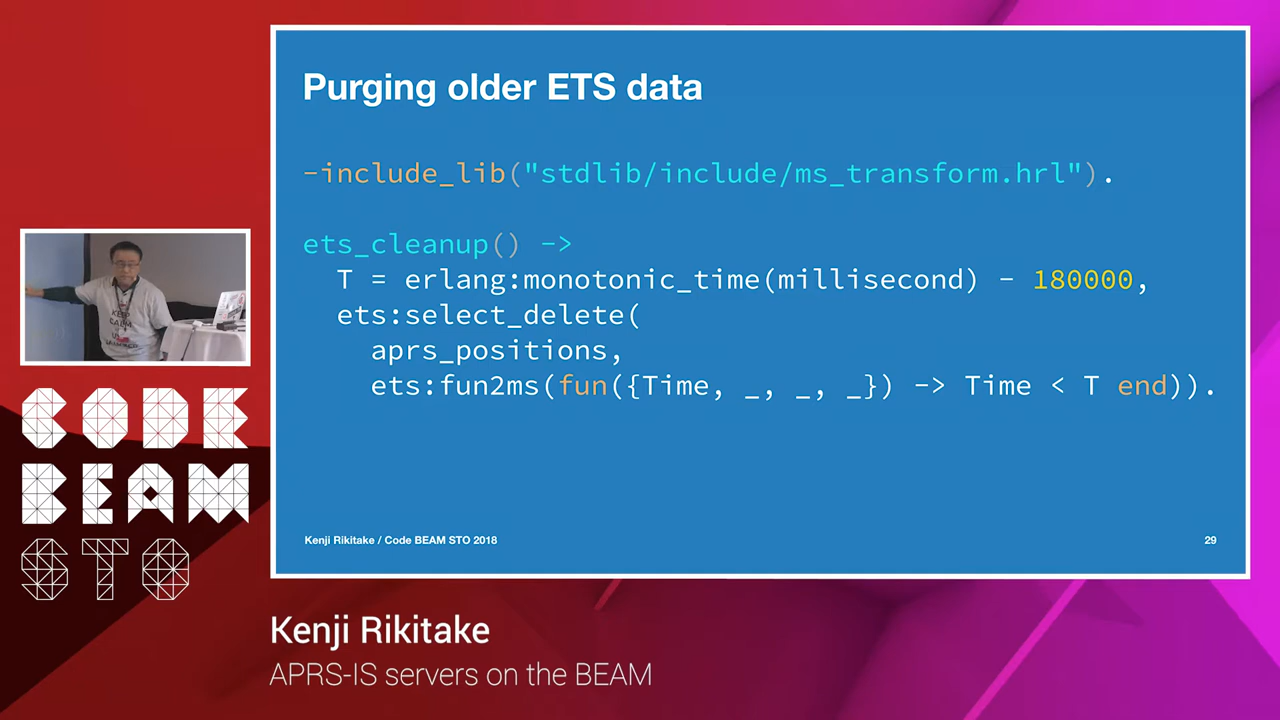 Purging older ETS data
-include_lib("stdlib/include/ms_transform.hrl").
ets_cleanup() ->
T = erlang:monotonic_time(millisecond) - 180000,
ets:select_delete(
aprs_positions,
ets:fun2ms(fun({Time, _, _, _}) -> Time < T end)).
Kenji Rikitake / Code BEAM STO 2018
29
KEEP
CALM
CODE
BEAM
STO
Kenji Rikitake
APRS-IS servers on the BEAM